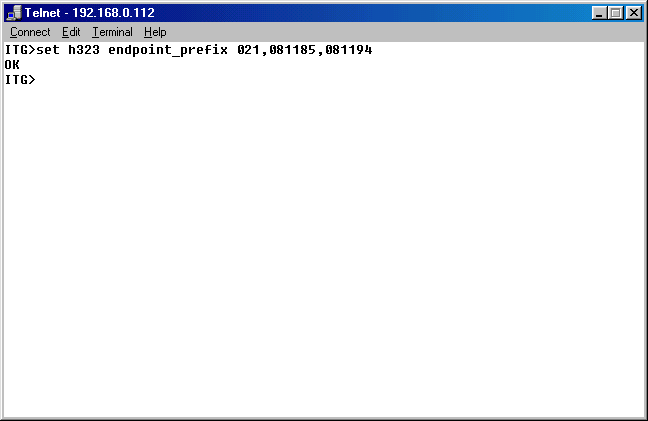 Telnet - 192.168.0.112
Connect Edit Terminal Help
ITG>set h323 endpoint_prefix 021,081185,081194
OK
ITG>